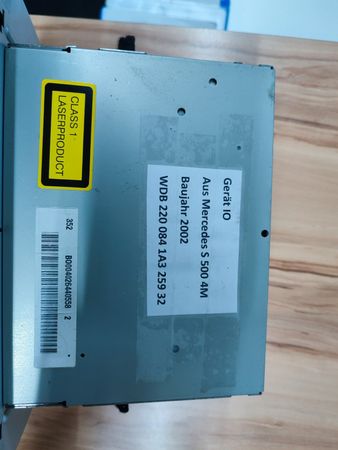 CLASS 1
LASERPRODUCT
Gerät IO
Aus Mercedes S 500 4M
Baujahr 2002
WDB 220 084 1A3 259 32
352
B0004026440558 2